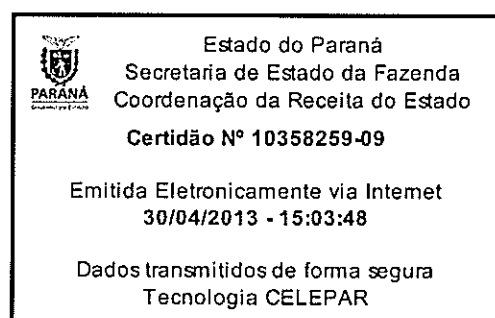 Estado do Paraná
Secretaria de Estado da Fazenda
PARANÁ
Coordenação da Receita do Estado
Certidão Nº 10358259-09
Emitida Eletronicamente via Internet
30/04/2013 - 15:03:48
Dados transmitidos de forma segura
Tecnologia CELEPAR